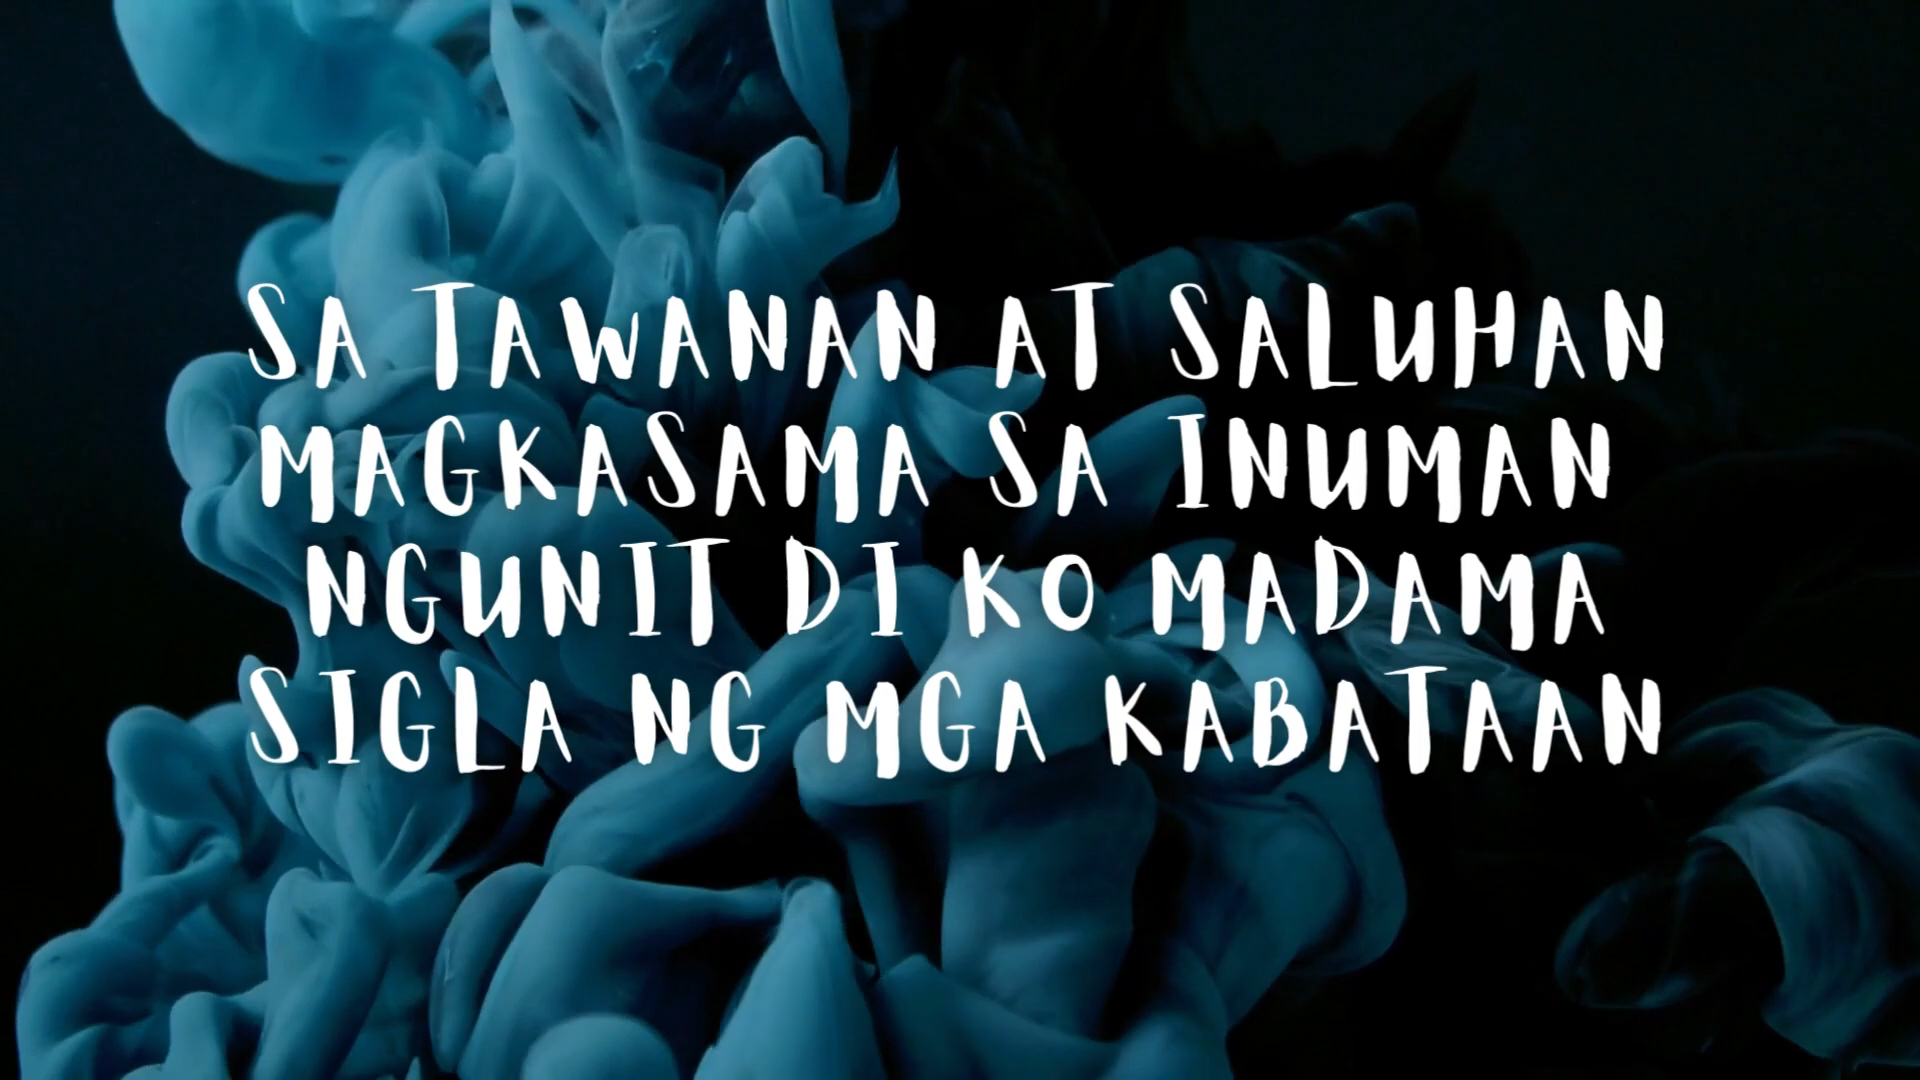 SA TAWANAN AT SALUHAN
MAGKASAMA SA INUMAN
NGUNIT DI KO MADAMA
SIGLA NG MGA KABATAAN